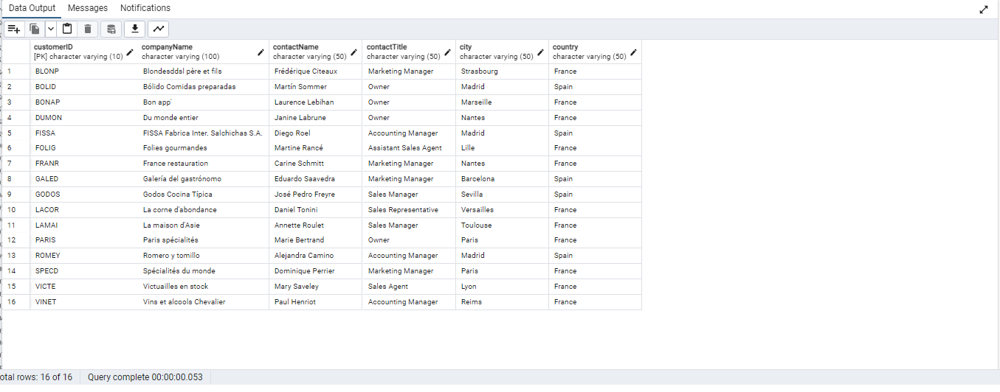 Data Output Messages Notifications
customerID companyName contactName contactTitle city country
[PK] character varying (10) character varying (100) character varying (50) character varying (50) character varying (50) character varying (50)
1 BLONP Blondesddsl père et fils Frédérique Citeaux Marketing Manager Strasbourg France
2 BOLID Bólido Comidas preparadas Martín Sommer Owner Madrid Spain
3 BONAP Bon app' Laurence Lebihan Owner Marseille France
4 DUMON Du monde entier Janine Labrune Owner Nantes France
5 FISSA FISSA Fabrica Inter. Salchichas S.A. Diego Roel Accounting Manager Madrid Spain
6 FOLIG Folies gourmandes Martine Rancé Assistant Sales Agent Lille France
7 FRANR France restauration Carine Schmitt Marketing Manager Nantes France
8 GALED Galería del gastrónomo Eduardo Saavedra Marketing Manager Barcelona Spain
9 GODOS Godos Cocina Típica José Pedro Freyre Sales Manager Sevilla Spain
10 LACOR La corne d'abondance Daniel Tonini Sales Representative Versailles France
11 LAMAI La maison d'Asie Annette Roulet Sales Manager Toulouse France
12 PARIS Paris spécialités Marie Bertrand Owner Paris France
13 ROMEY Romero y tomillo Alejandra Camino Accounting Manager Madrid Spain
14 SPECD Spécialités du monde Dominique Perrier Marketing Manager Paris France
15 VICTE Victuailles en stock Mary Saveley Sales Agent Lyon France
16 VINET Vins et alcools Chevalier Paul Henriot Accounting Manager Reims France
otal rows: 16 of 16 Query complete 00:00:00.053